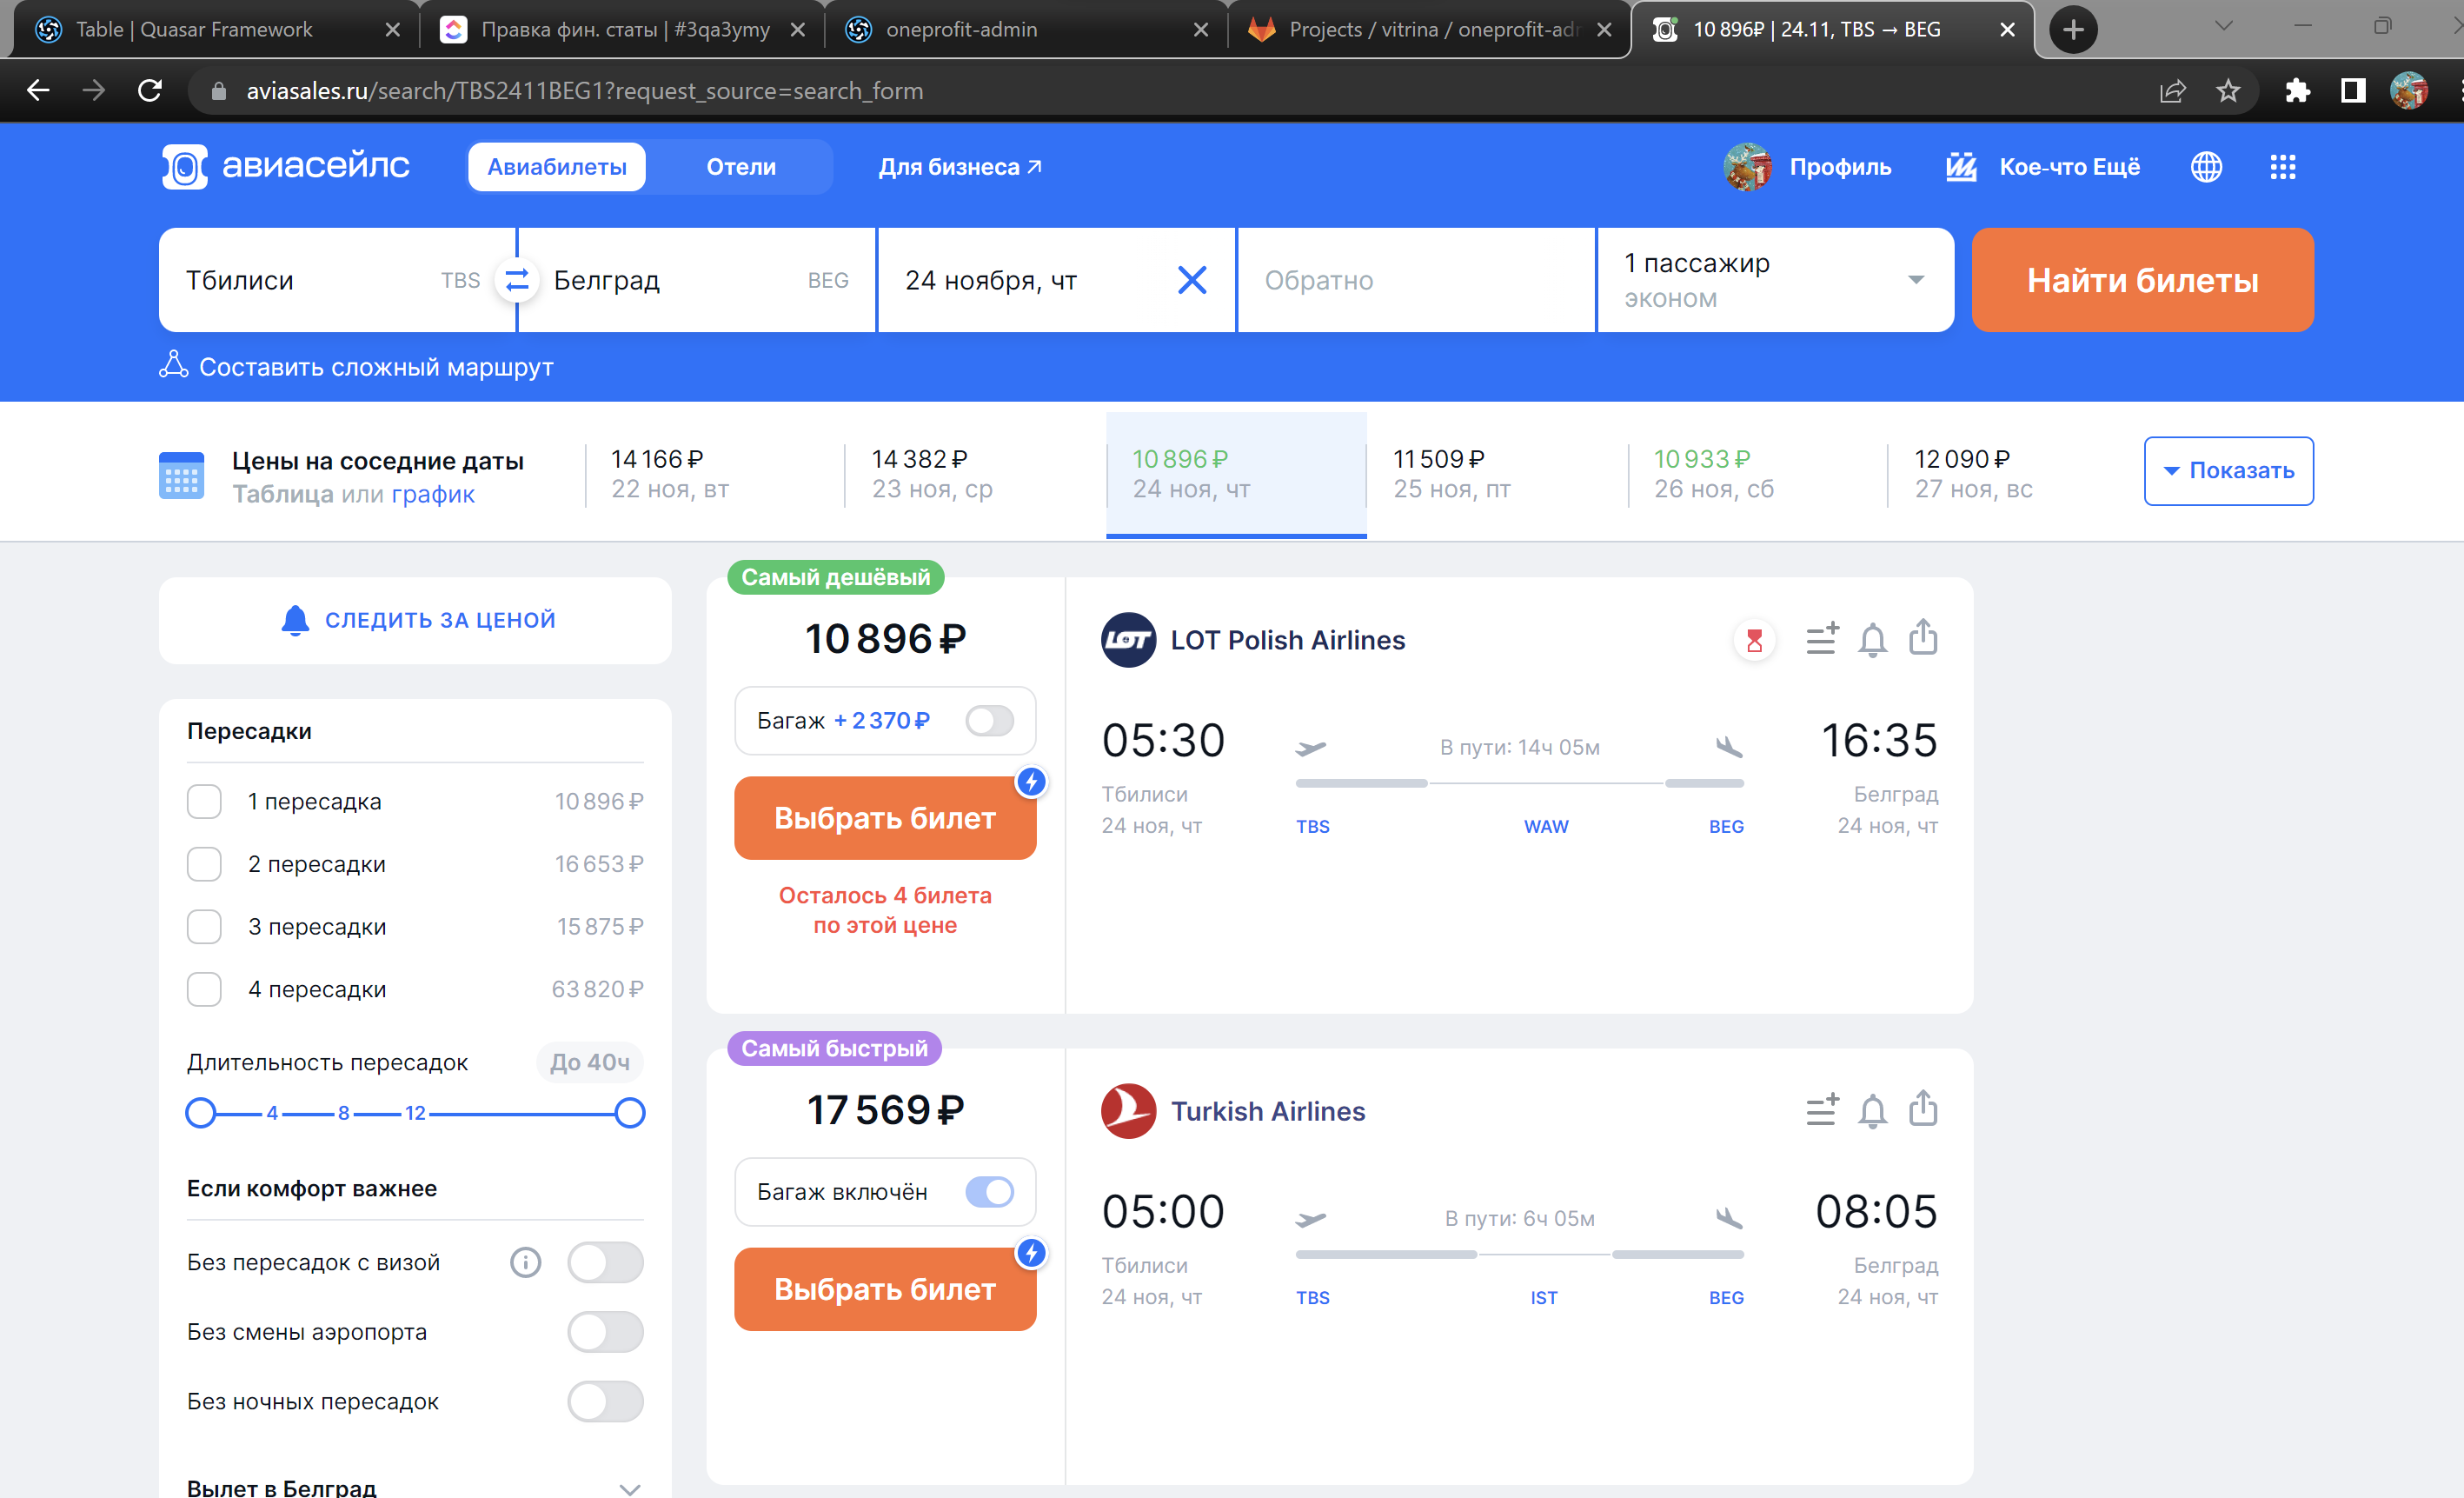 Table | Quasar Framework
Правка фин. статы | #3qa3ymy
oneprofit-admin
Projects / vitrina / oneprofit-adr
10 896₽ | 24.11, TBS → BEG
aviasales.ru/search/TBS2411BEG1?request_source=search_form
авиасейлс
Авиабилеты
Отели
Для бизнеса
Профиль
Кое-что Ещё
Тбилиси TBS
Белград BEG
24 ноября, чт
Обратно
1 пассажир
эконом
Найти билеты
Составить сложный маршрут
Цены на соседние даты
Таблица или график
14 166 ₽
22 ноя, вт
14 382 ₽
23 ноя, ср
10 896 ₽
24 ноя, чт
11 509 ₽
25 ноя, пт
10 933 ₽
26 ноя, сб
12 090 ₽
27 ноя, вс
Показать
СЛЕДИТЬ ЗА ЦЕНОЙ
Пересадки
1 пересадка 10 896 ₽
2 пересадки 16 653 ₽
3 пересадки 15 875 ₽
4 пересадки 63 820 ₽
Длительность пересадок До 40ч
4 8 12
Если комфорт важнее
Без пересадок с визой
Без смены аэропорта
Без ночных пересадок
Вылет в Белград
Самый дешёвый
10 896 ₽
Багаж + 2 370 ₽
Выбрать билет
Осталось 4 билета
по этой цене
LOT
LOT Polish Airlines
05:30
Тбилиси
24 ноя, чт
В пути: 14ч 05м
TBS WAW BEG
16:35
Белград
24 ноя, чт
Самый быстрый
17 569 ₽
Багаж включён
Выбрать билет
Turkish Airlines
05:00
Тбилиси
24 ноя, чт
В пути: 6ч 05м
TBS IST BEG
08:05
Белград
24 ноя, чт